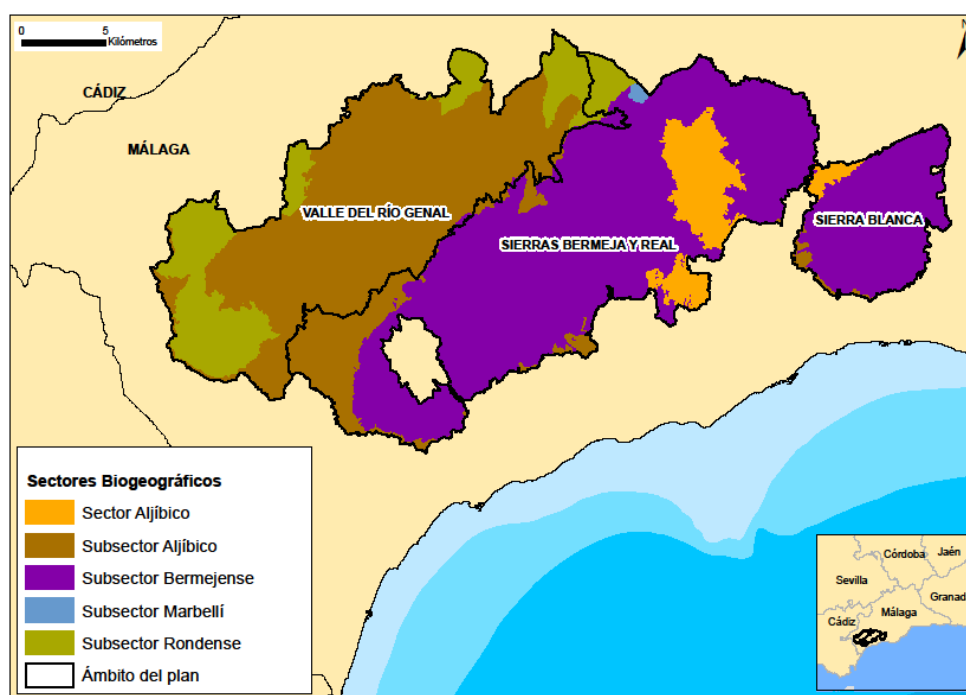 0 5
Kilómetros
N
CÁDIZ
MÁLAGA
VALLE DEL RÍO GENAL
SIERRA BLANCA
SIERRAS BERMEJA Y REAL
Sectores Biogeográficos
Sector Aljíbico
Subsector Aljíbico
Subsector Bermejense
Subsector Marbellí
Subsector Rondense
Ámbito del plan
Córdoba
Jaén
Sevilla
Granad
Málaga
Cádiz